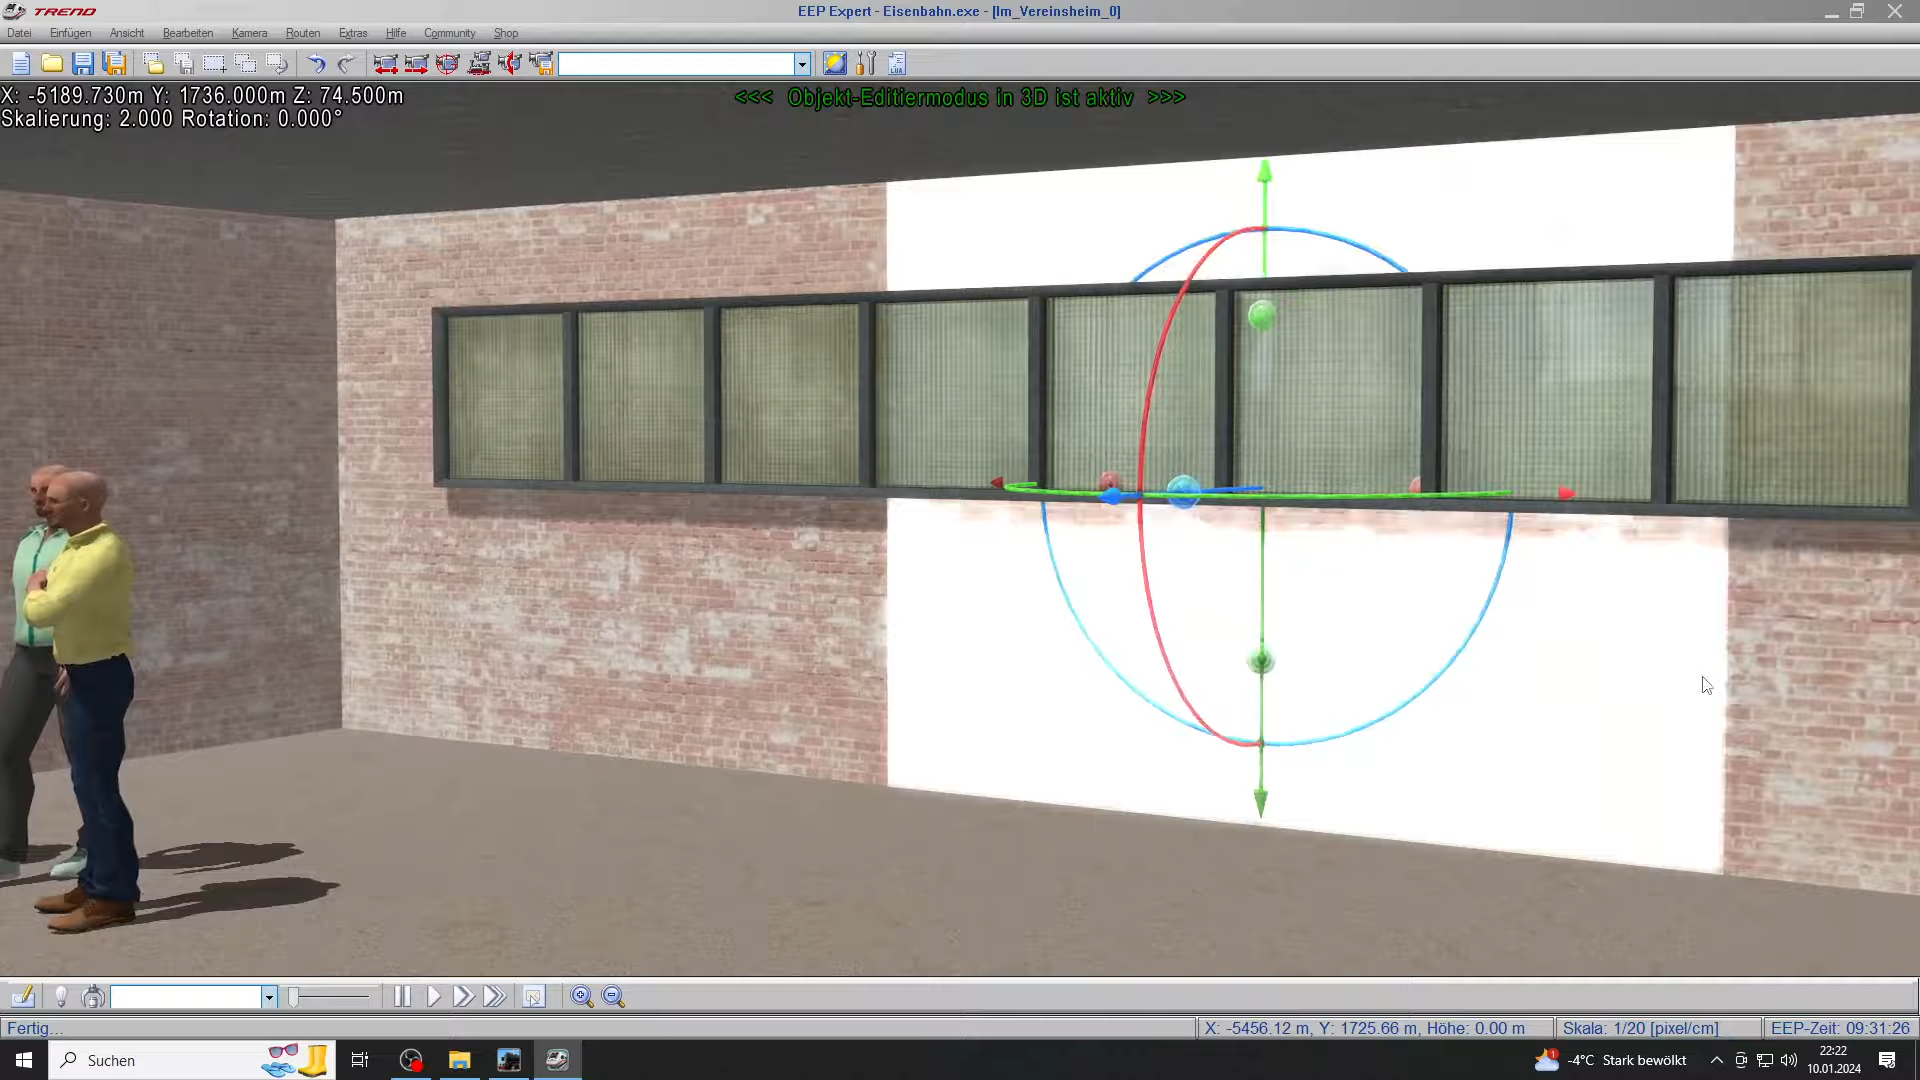 TREND
EEP Expert - Eisenbahn.exe - [Im_Vereinsheim_0]
Datei Einfügen Ansicht Bearbeiten Kamera Routen Extras Hilfe Community Shop
LUA
X: -5189.730m Y: 1736.000m Z: 74.500m
<<< Objekt-Editiermodus in 3D ist aktiv >>>
Skalierung: 2.000 Rotation: 0.000°
Fertig...
X: -5456.12 m, Y: 1725.66 m, Höhe: 0.00 m
Skala: 1/20 [pixel/cm]
EEP-Zeit: 09:31:26
Suchen
1
-4°C Stark bewölkt
22:22
10.01.2024